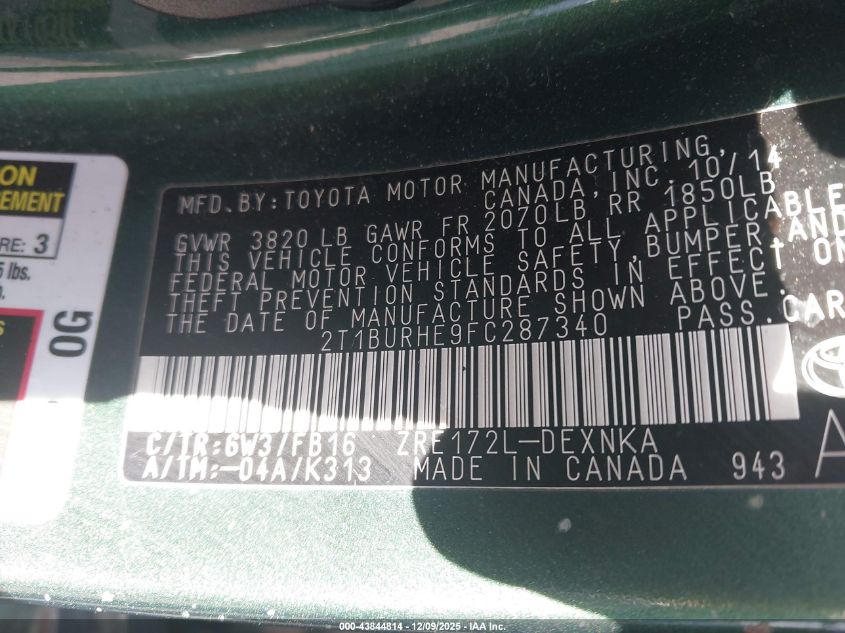 ON
EMENT
RE: 3
5 lbs.
OG
MFD. BY: TOYOTA MOTOR MANUFACTURING,
CANADA, INC. 10/14
GVWR 3820 LB GAWR FR 2070LB, RR 1850LB
THIS VEHICLE CONFORMS TO ALL APPLICABLE
FEDERAL MOTOR VEHICLE SAFETY, BUMPER AND
THEFT PREVENTION STANDARDS IN EFFECT ON
THE DATE OF MANUFACTURE SHOWN ABOVE.
2T1BURHE9FC287340 PASS. CAR
C/TR: 6W3/FB16 ZRE172L-DEXNKA
A/TM: -04A/K313 MADE IN CANADA 943
A
000-43844814 - 12/09/2025 - IAA Inc.